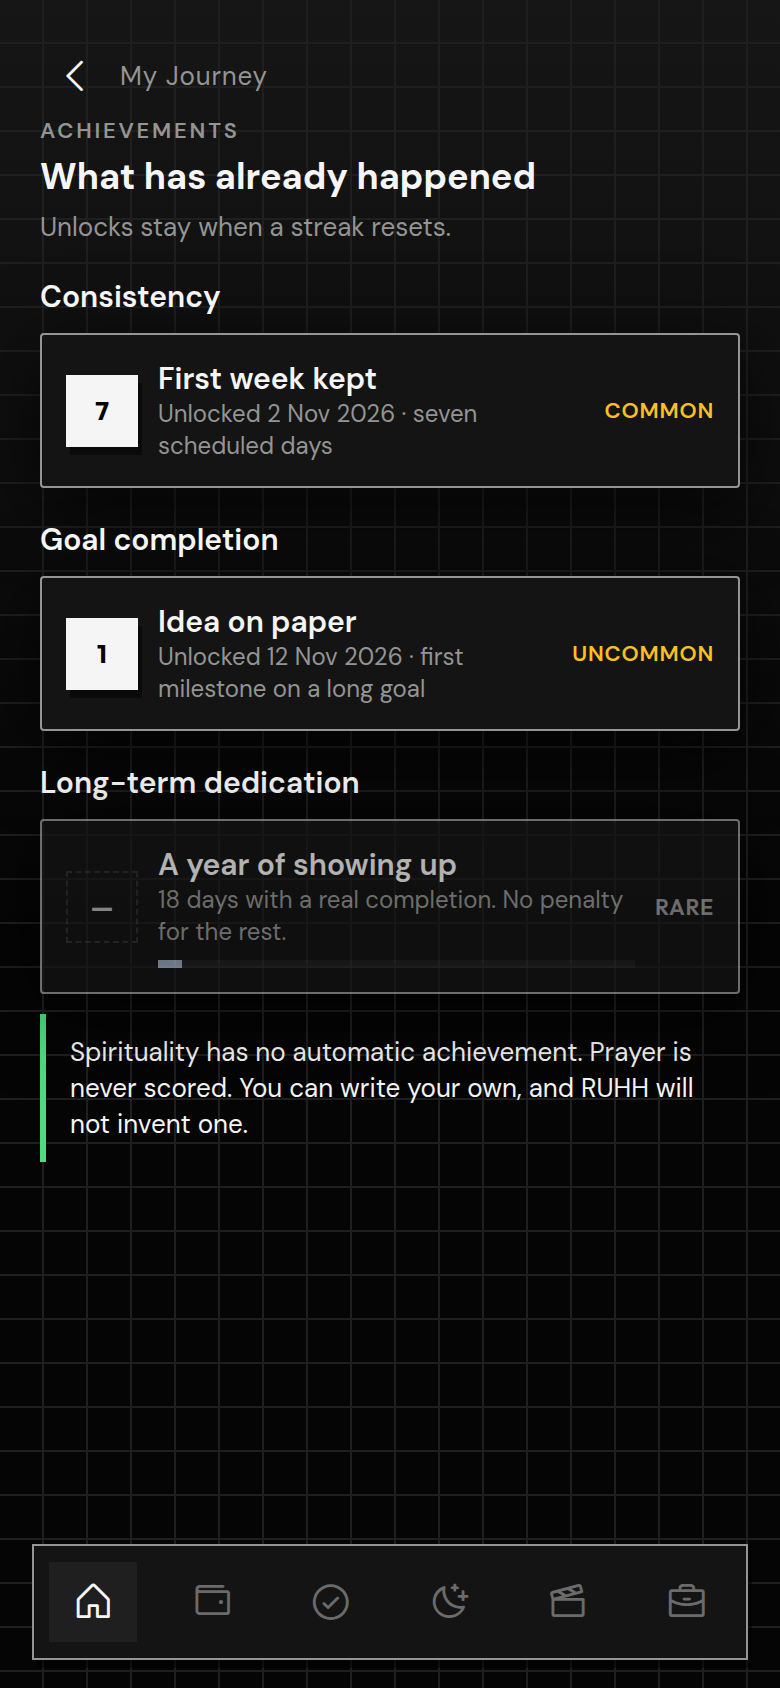 My Journey
ACHIEVEMENTS
What has already happened
Unlocks stay when a streak resets.
Consistency
7
First week kept
Unlocked 2 Nov 2026 · seven
scheduled days
COMMON
Goal completion
1
Idea on paper
Unlocked 12 Nov 2026 · first
milestone on a long goal
UNCOMMON
Long-term dedication
–
A year of showing up
18 days with a real completion. No penalty
for the rest.
RARE
Spirituality has no automatic achievement. Prayer is
never scored. You can write your own, and RUHH will
not invent one.